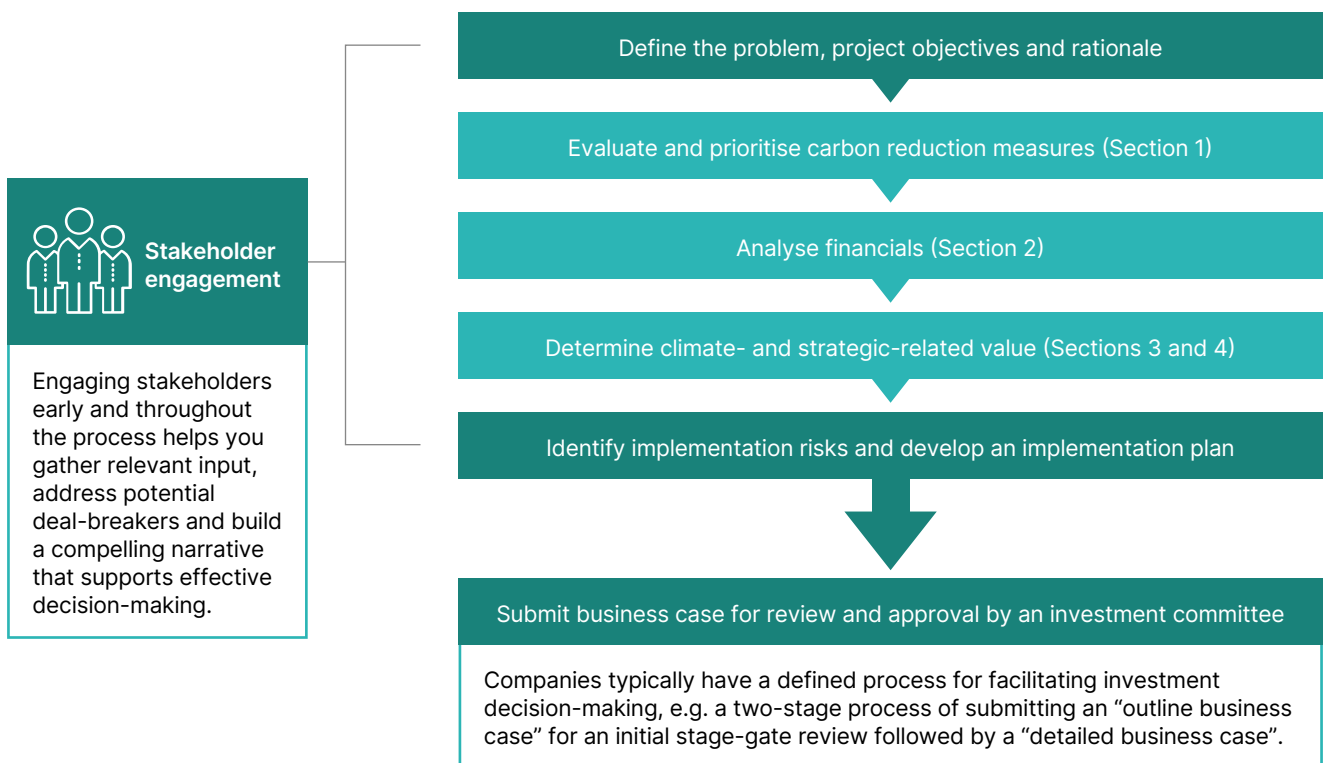 Define the problem, project objectives and rationale
Evaluate and prioritise carbon reduction measures (Section 1)
Analyse financials (Section 2)
Determine climate- and strategic-related value (Sections 3 and 4)
Identify implementation risks and develop an implementation plan
Stakeholder
engagement
Engaging stakeholders
early and throughout
the process helps you
gather relevant input,
address potential
deal-breakers and build
a compelling narrative
that supports effective
decision-making.
Submit business case for review and approval by an investment committee
Companies typically have a defined process for facilitating investment
decision-making, e.g. a two-stage process of submitting an “outline business
case” for an initial stage-gate review followed by a “detailed business case”.